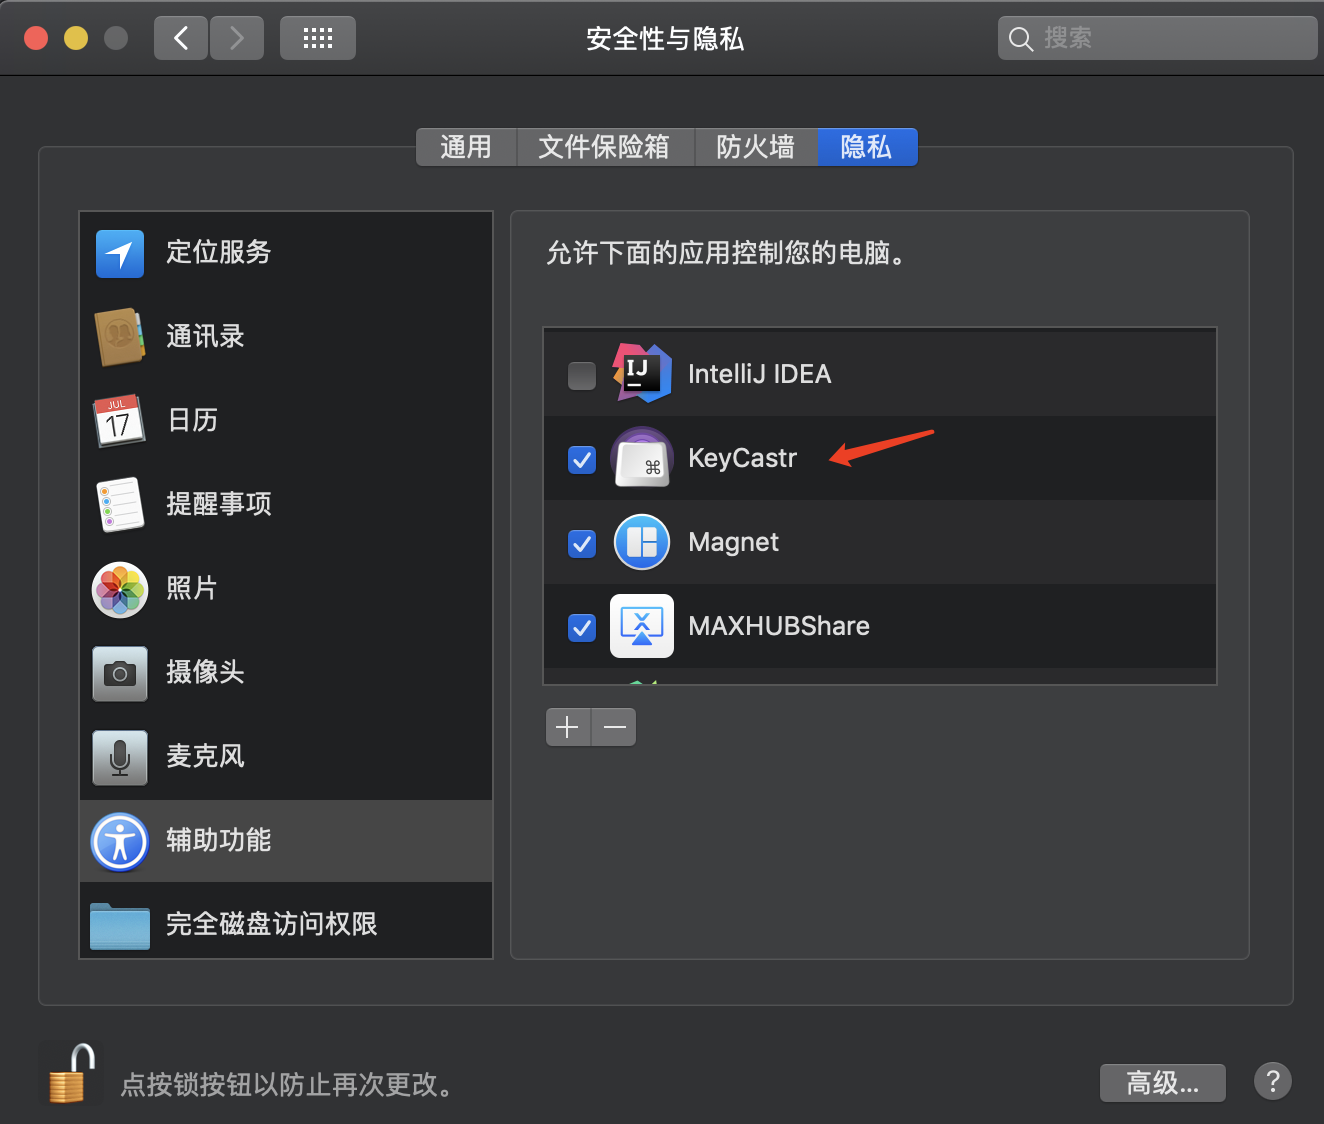 安全性与隐私
搜索
通用 文件保险箱 防火墙 隐私
定位服务
通讯录
JUL
17
日历
提醒事项
照片
摄像头
麦克风
辅助功能
完全磁盘访问权限
允许下面的应用控制您的电脑。
IJ
IntelliJ IDEA
⌘
KeyCastr
Magnet
X
MAXHUBShare
点按锁按钮以防止再次更改。
高级...
?